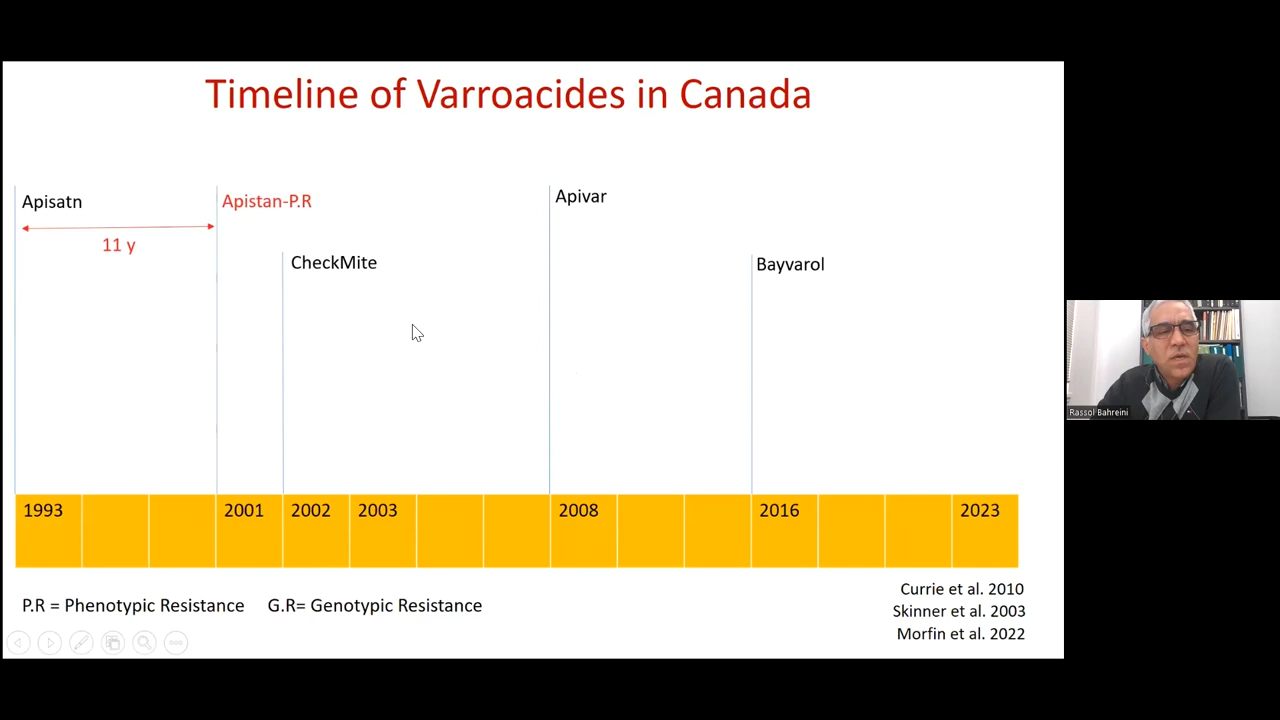 Timeline of Varroacides in Canada
Apisatn
Apistan-P.R
Apivar
11 y
CheckMite
Bayvarol
1993
2001
2002
2003
2008
2016
2023
P.R = Phenotypic Resistance
G.R= Genotypic Resistance
Currie et al. 2010
Skinner et al. 2003
Morfin et al. 2022
Rassol Bahreini